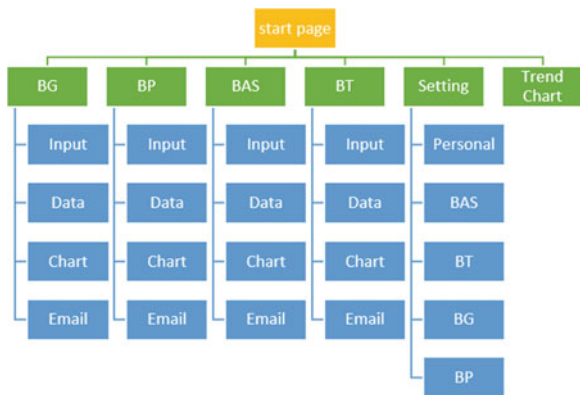 start page
BG
BP
BAS
BT
Setting
Trend
Chart
Input
Input
Input
Input
Personal
Data
Data
Data
Data
BAS
Chart
Chart
Chart
Chart
BT
Email
Email
Email
Email
BG
BP